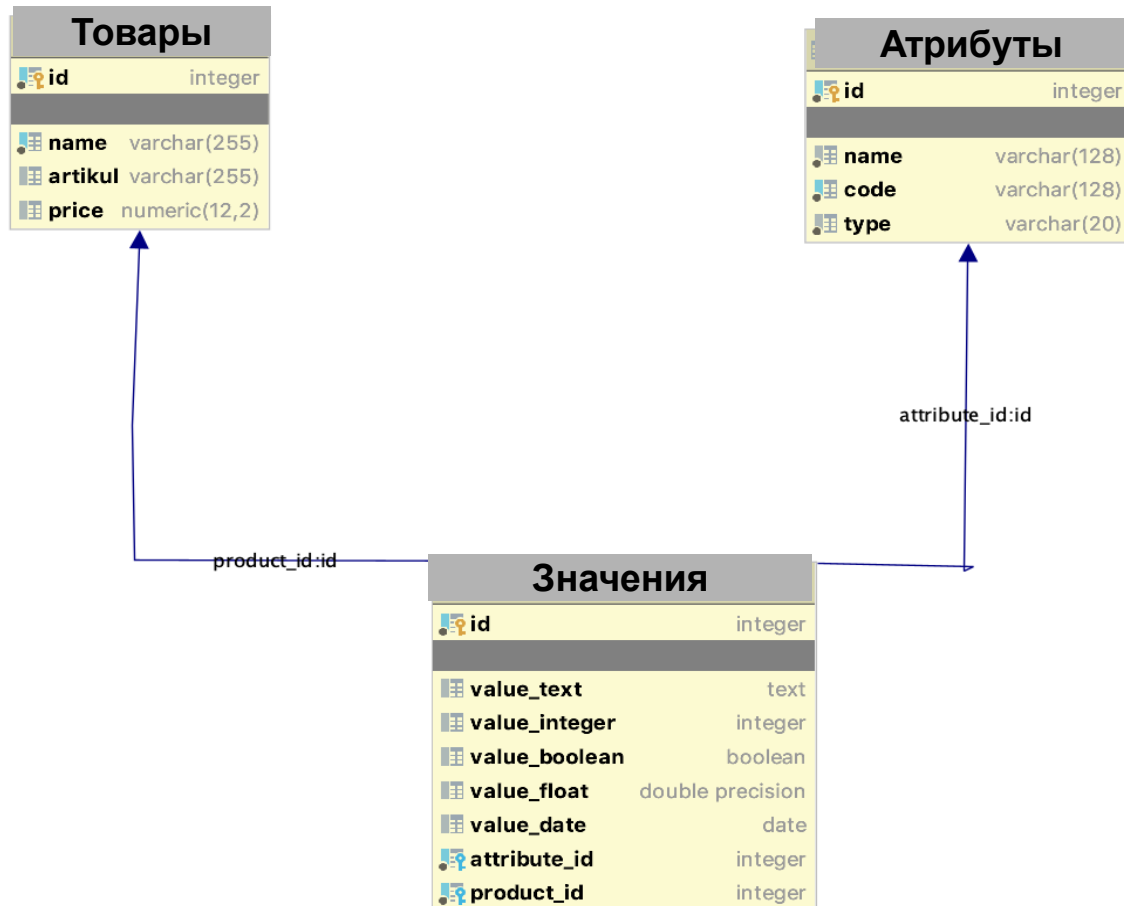 Товары
id integer
name varchar(255)
artikul varchar(255)
price numeric(12,2)
Атрибуты
id integer
name varchar(128)
code varchar(128)
type varchar(20)
attribute_id:id
product_id:id
Значения
id integer
value_text text
value_integer integer
value_boolean boolean
value_float double precision
value_date date
attribute_id integer
product_id integer